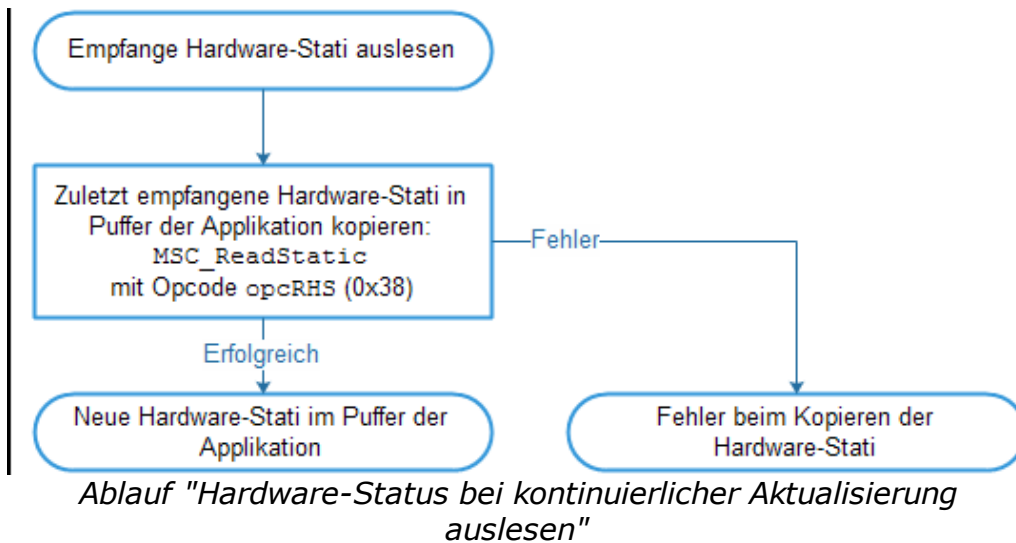 Empfange Hardware-Stati auslesen
Zuletzt empfangene Hardware-Stati in
Puffer der Applikation kopieren:
MSC_ReadStatic
mit Opcode opcRHS (0x38)
Fehler
Erfolgreich
Neue Hardware-Stati im Puffer der
Applikation
Fehler beim Kopieren der
Hardware-Stati
Ablauf "Hardware-Status bei kontinuierlicher Aktualisierung
auslesen"